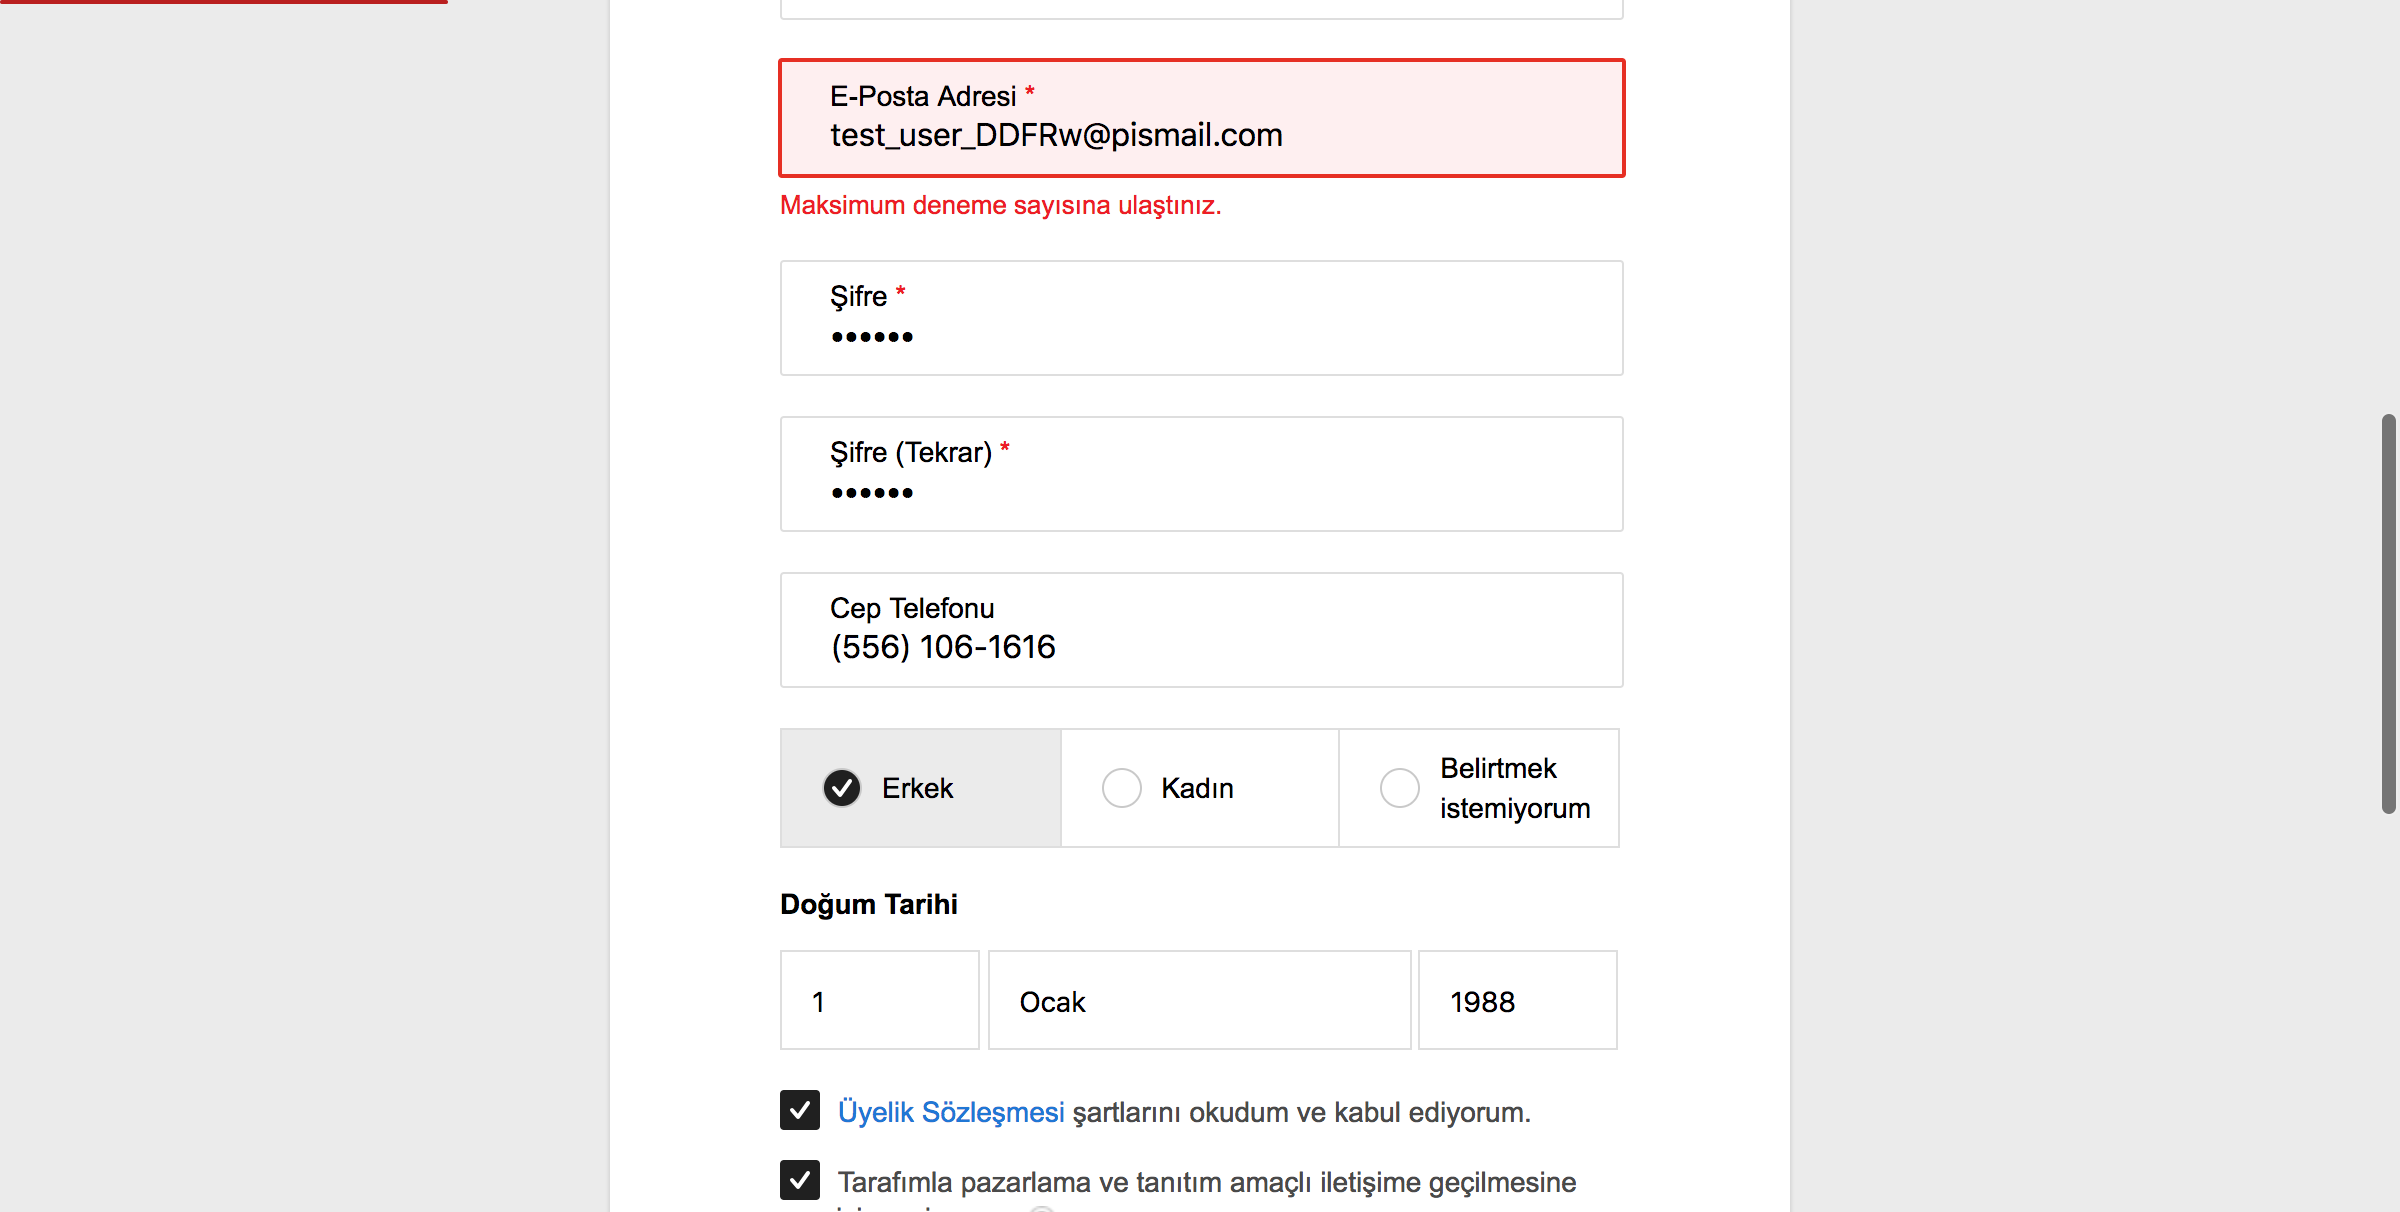 E-Posta Adresi *
test_user_DDFRw@pismail.com
Maksimum deneme sayısına ulaştınız.
Şifre *
••••••
Şifre (Tekrar) *
••••••
Cep Telefonu
(556) 106-1616
Erkek
Kadın
Belirtmek
istemiyorum
Doğum Tarihi
1
Ocak
1988
Üyelik Sözleşmesi şartlarını okudum ve kabul ediyorum.
Tarafımla pazarlama ve tanıtım amaçlı iletişime geçilmesine